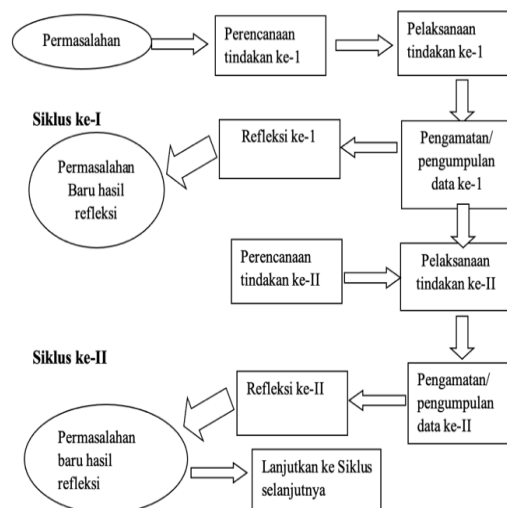 Permasalahan
Perencanaan
tindakan ke-1
Pelaksanaan
tindakan ke-1
Siklus ke-I
Refleksi ke-1
Pengamatan/
pengumpulan
data ke-1
Permasalahan
Baru hasil
refleksi
Perencanaan
tindakan ke-II
Pelaksanaan
tindakan ke-II
Siklus ke-II
Refleksi ke-II
Pengamatan/
pengumpulan
data ke-II
Permasalahan
baru hasil
refleksi
Lanjutkan ke Siklus
selanjutnya